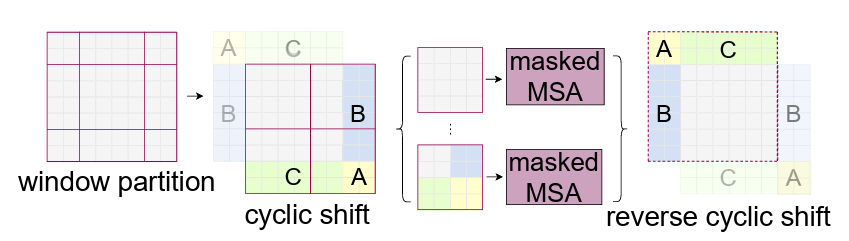 window partition
A
C
B
B
C
A
cyclic shift
masked
MSA
...
masked
MSA
A
C
B
B
C
A
reverse cyclic shift